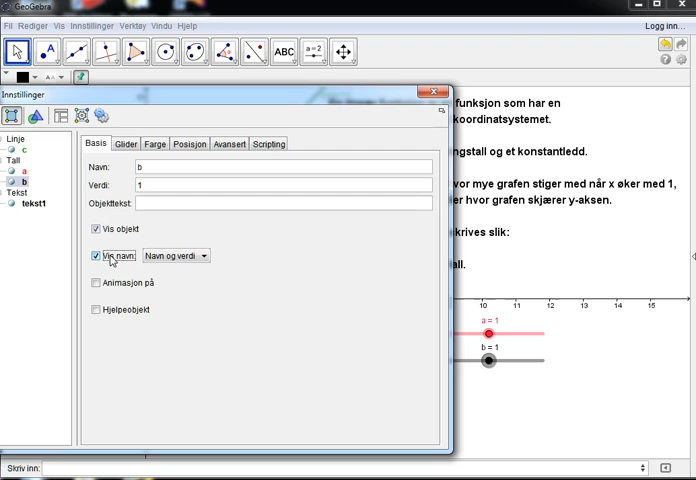 GeoGebra
Fil Rediger Vis Innstillinger Verktøy Vindu Hjelp
Logg inn...
A
ABC
a = 2
AA
Innstillinger
Linje
c
Tall
a
b
Tekst
tekst1
Basis Glider Farge Posisjon Avansert Scripting
Navn: b
Verdi: 1
Objekttekst:
Vis objekt
Vis navn: Navn og verdi
Animasjon på
Hjelpeobjekt
funksjon som har en
koordinatsystemet.
ngstall og et konstantledd.
vor mye grafen stiger med når x øker med 1,
er hvor grafen skjærer y-aksen.
krives slik:
all.
10 11 12 13 14 15
a = 1
b = 1
Skriv inn: